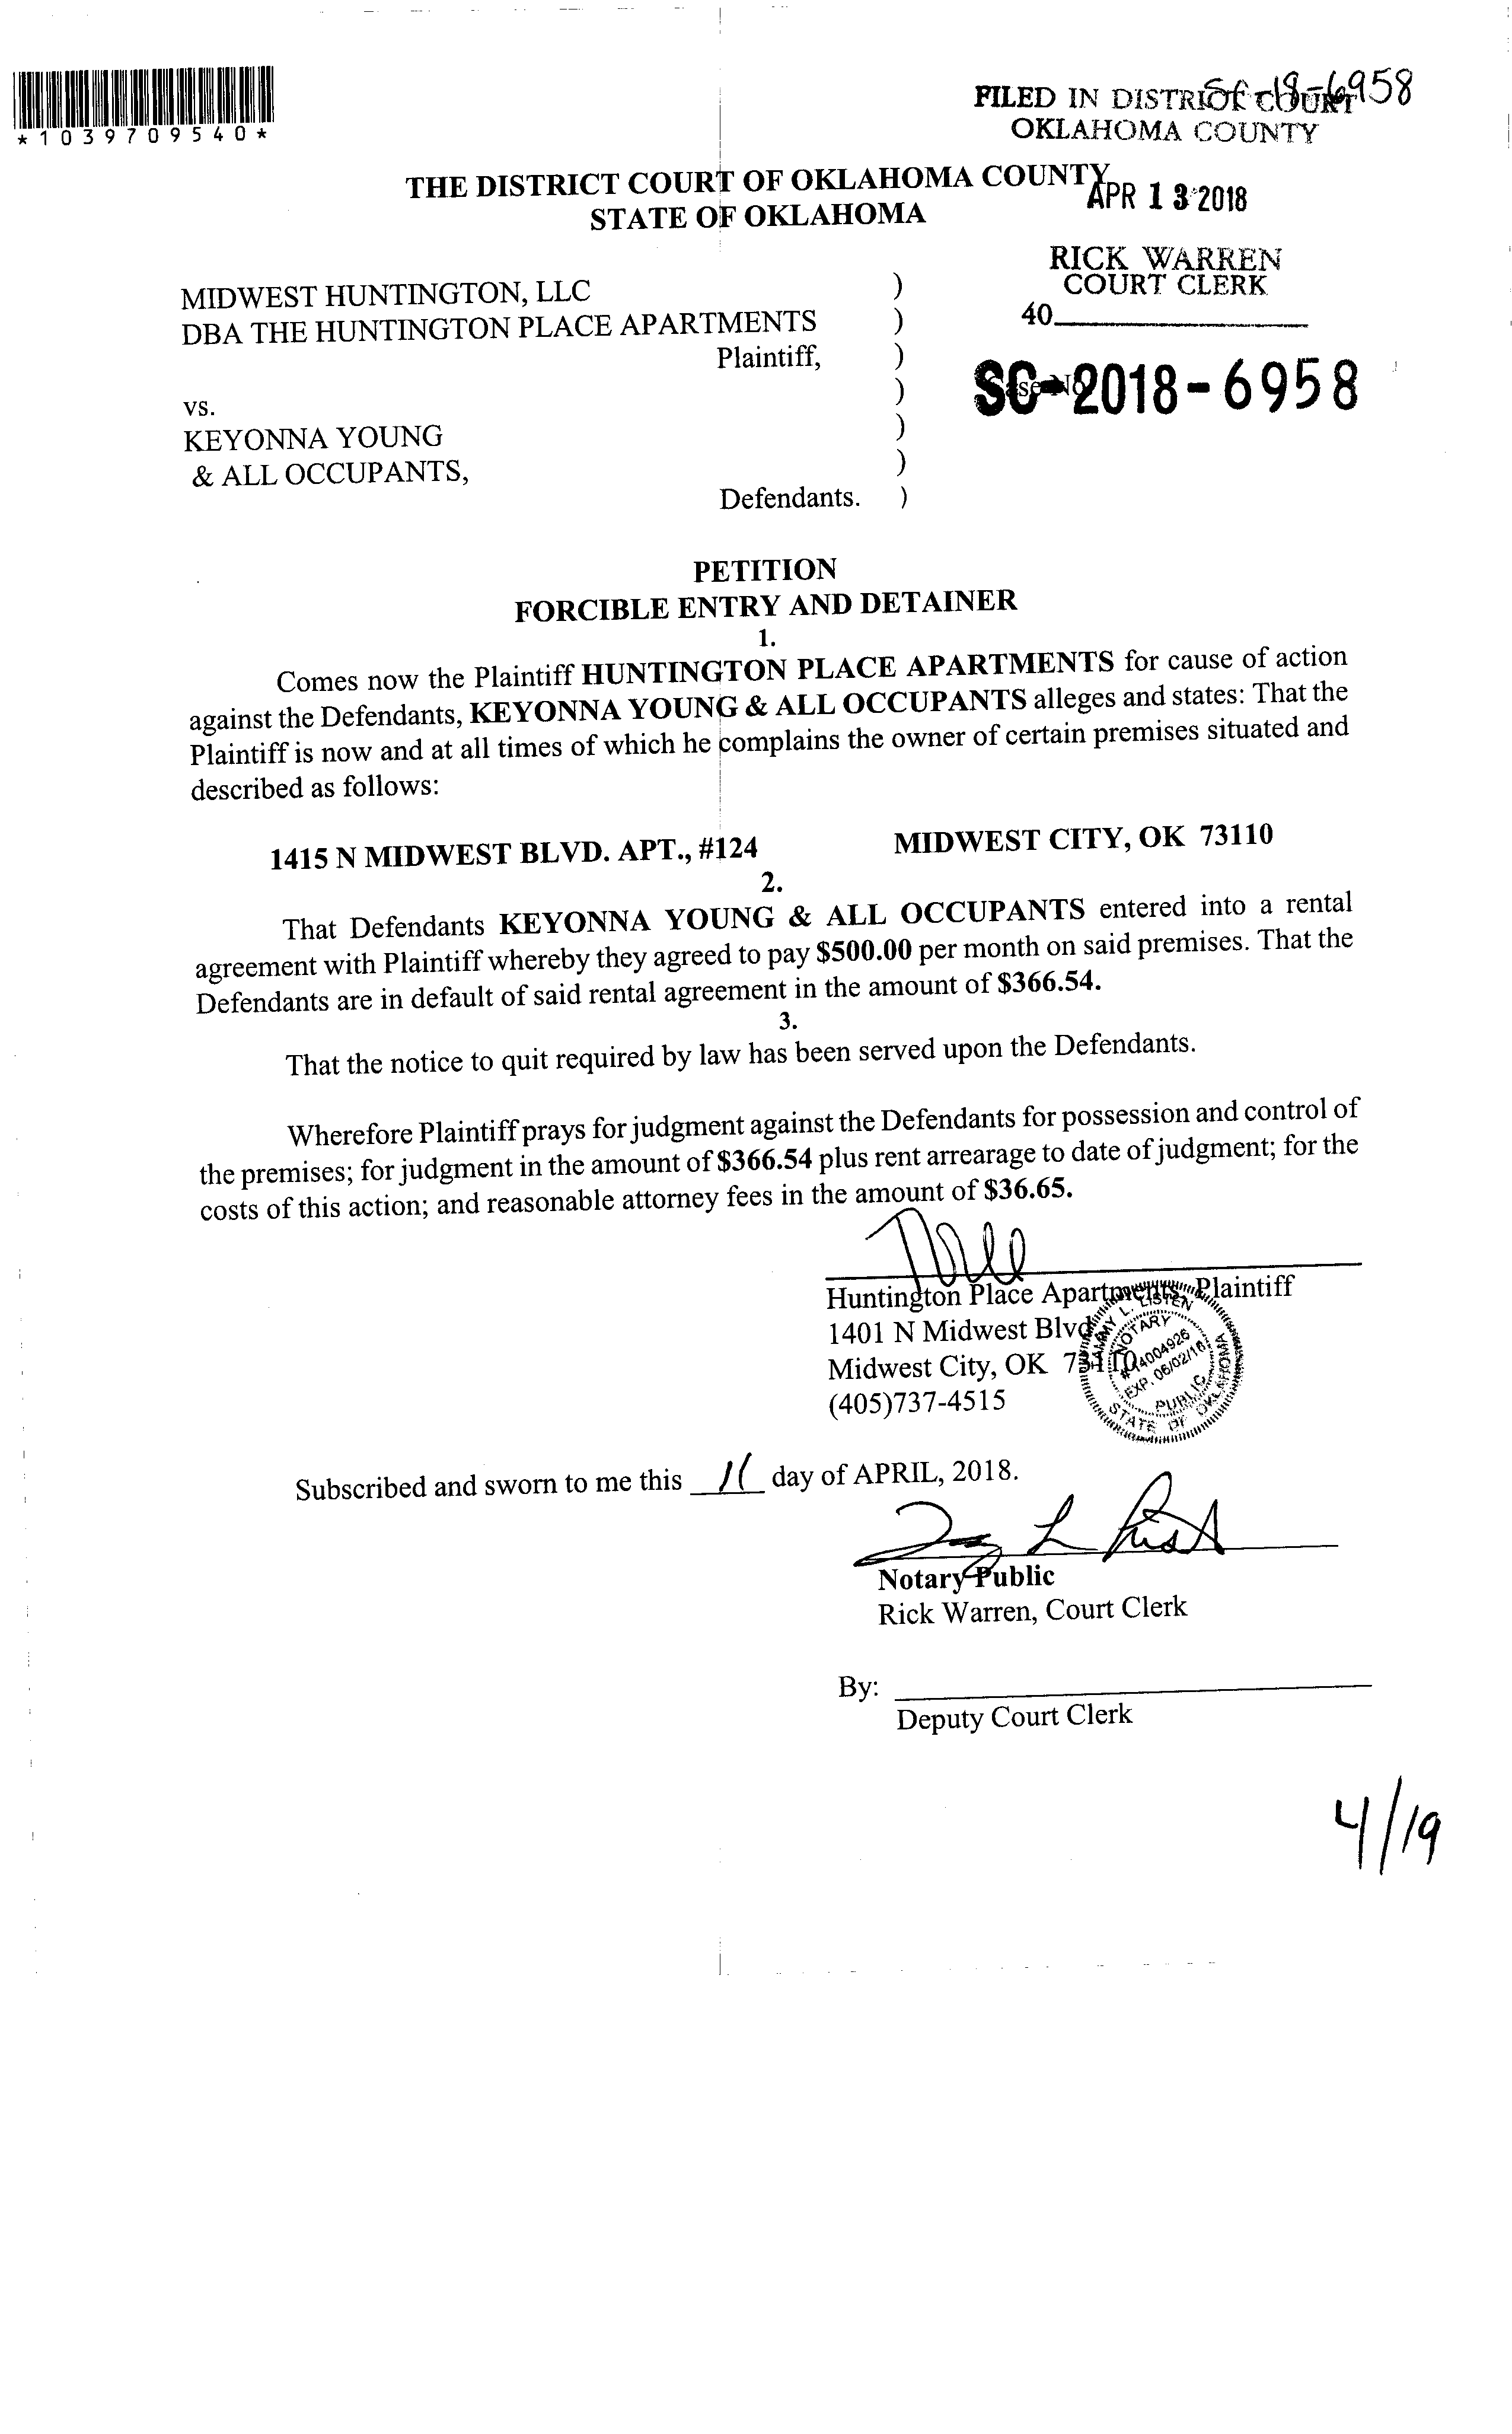 *1039709540*
SC-18-6958
FILED IN DISTRICT COURT
OKLAHOMA COUNTY
THE DISTRICT COURT OF OKLAHOMA COUNTY
STATE OF OKLAHOMA
APR 13 2018
RICK WARREN
COURT CLERK
40
MIDWEST HUNTINGTON, LLC )
DBA THE HUNTINGTON PLACE APARTMENTS )
Plaintiff, )
)
SC-2018-6958
vs.
KEYONNA YOUNG )
& ALL OCCUPANTS, )
Defendants. )
PETITION
FORCIBLE ENTRY AND DETAINER
1.
Comes now the Plaintiff HUNTINGTON PLACE APARTMENTS for cause of action
against the Defendants, KEYONNA YOUNG & ALL OCCUPANTS alleges and states: That the
Plaintiff is now and at all times of which he complains the owner of certain premises situated and
described as follows:
1415 N MIDWEST BLVD. APT., #124 MIDWEST CITY, OK 73110
2.
That Defendants KEYONNA YOUNG & ALL OCCUPANTS entered into a rental
agreement with Plaintiff whereby they agreed to pay $500.00 per month on said premises. That the
Defendants are in default of said rental agreement in the amount of $366.54.
3.
That the notice to quit required by law has been served upon the Defendants.
Wherefore Plaintiff prays for judgment against the Defendants for possession and control of
the premises; for judgment in the amount of $366.54 plus rent arrearage to date of judgment; for the
costs of this action; and reasonable attorney fees in the amount of $36.65.
Huntington Place Apartments, Plaintiff
1401 N Midwest Blvd
Midwest City, OK 73110
(405)737-4515
NOTARY
PUBLIC
STATE OF OKLAHOMA
Subscribed and sworn to me this 11 day of APRIL, 2018.
Notary Public
Rick Warren, Court Clerk
By:
Deputy Court Clerk
4/19